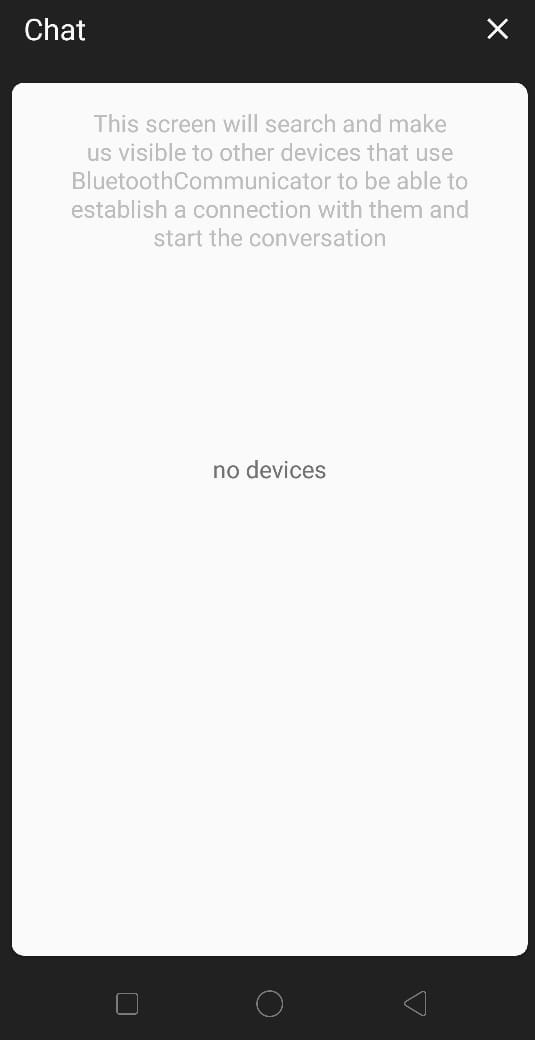 Chat
This screen will search and make
us visible to other devices that use
BluetoothCommunicator to be able to
establish a connection with them and
start the conversation
no devices